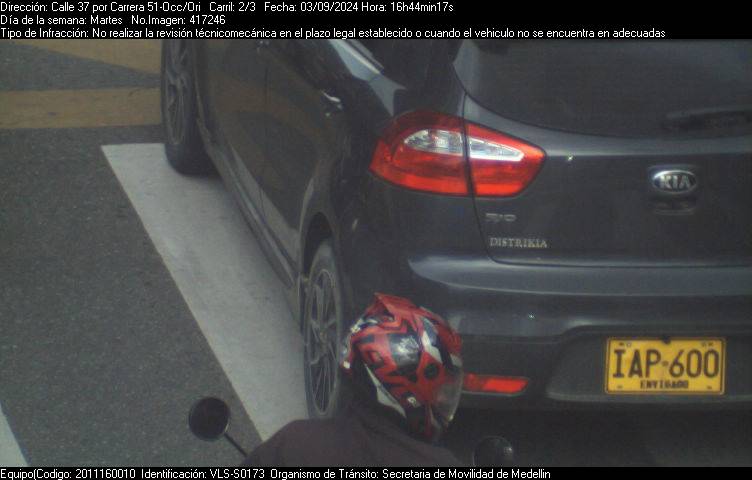 Dirección: Calle 37 por Carrera 51-Occ/Ori Carril: 2/3 Fecha: 03/09/2024 Hora: 16h44min17s
Día de la semana: Martes No.Imagen: 417246
Tipo de Infracción: No realizar la revisión técnicomecánica en el plazo legal establecido o cuando el vehiculo no se encuentra en adecuadas
KIA
RIO
DISTRIKIA
IAP·600
ENVIGADO
Equipo(Codigo: 2011160010 Identificación: VLS-S0173 Organismo de Tránsito: Secretaria de Movilidad de Medellin